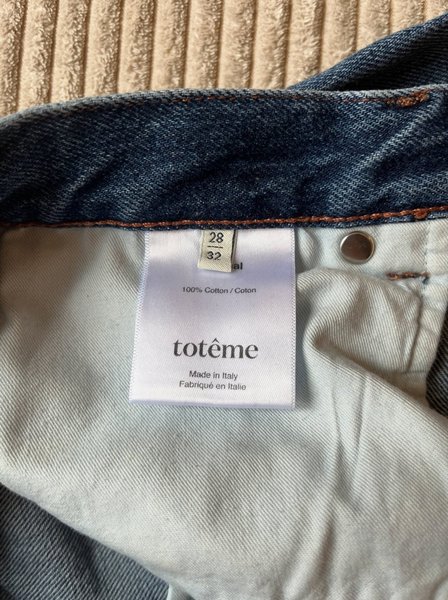 28
32
100% Cotton / Coton
totême
Made in Italy
Fabriqué en Italie